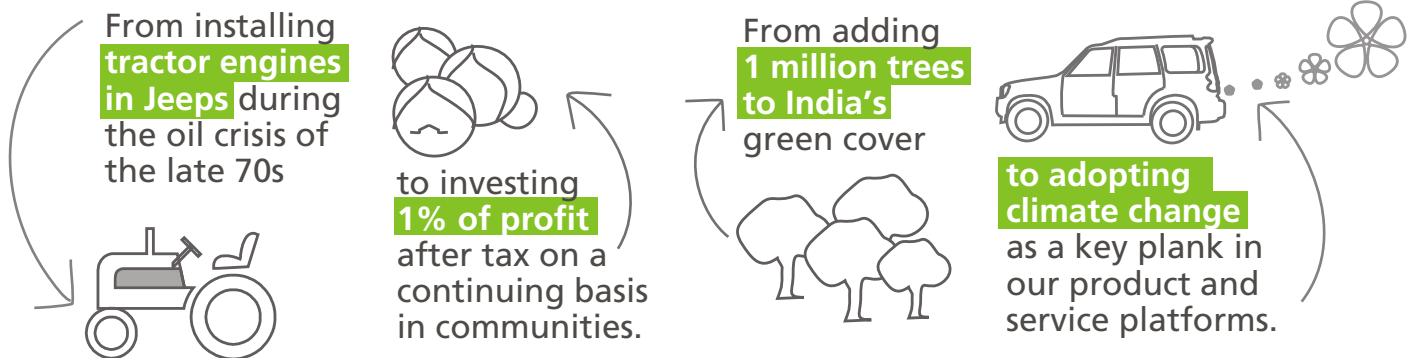 From installing
tractor engines
in Jeeps during
the oil crisis of
the late 70s
to investing
1% of profit
after tax on a
continuing basis
in communities.
From adding
1 million trees
to India's
green cover
to adopting
climate change
as a key plank in
our product and
service platforms.